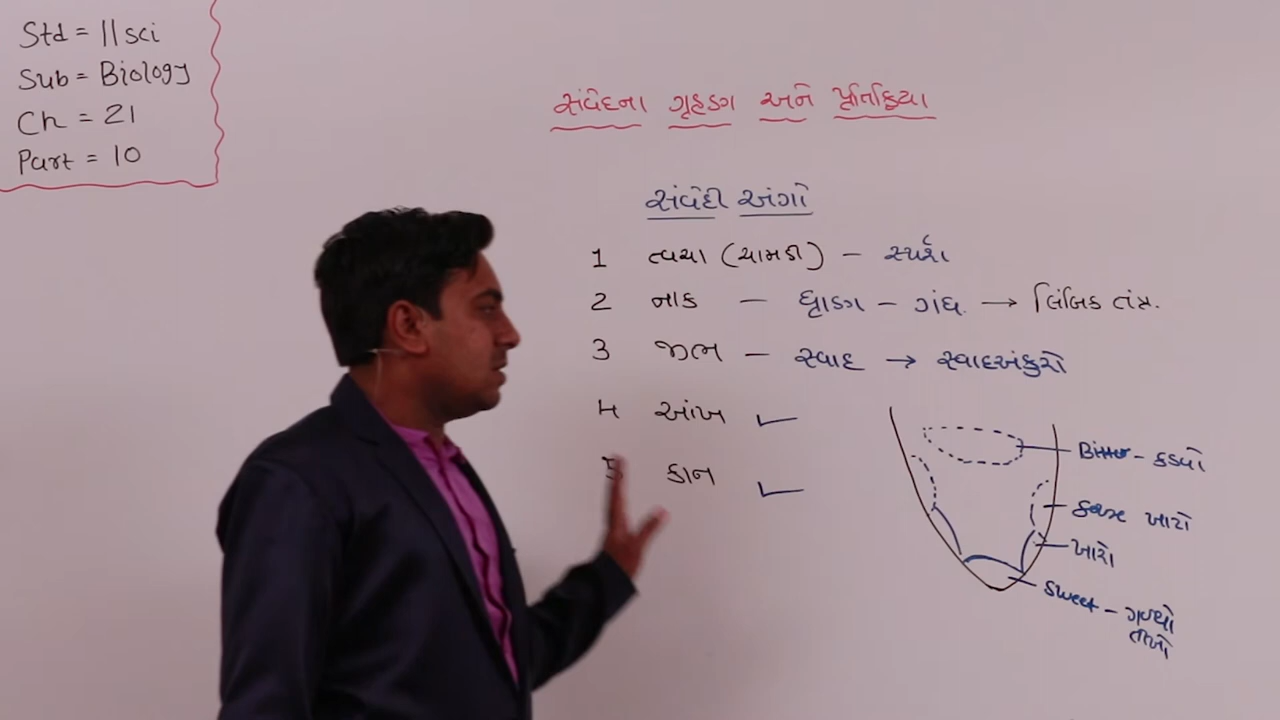 Std = 11 sci
Sub = Biology
Ch = 21
Part = 10
સંવેદના ગ્રહણ અને પ્રતિક્રિયા
સંવેદી અંગો
1 ત્વચા (ચામડી) – સ્પર્શ
2 નાક – ઘ્રાણ – ગંધ. → લિંબિક તંત્ર.
3 જીભ – સ્વાદ → સ્વાદઅંકુરો
4 આંખ ✓
5 કાન ✓
Bitter – કડવો
ખાટો
ખારો
Sweet – ગળ્યો
તીખો